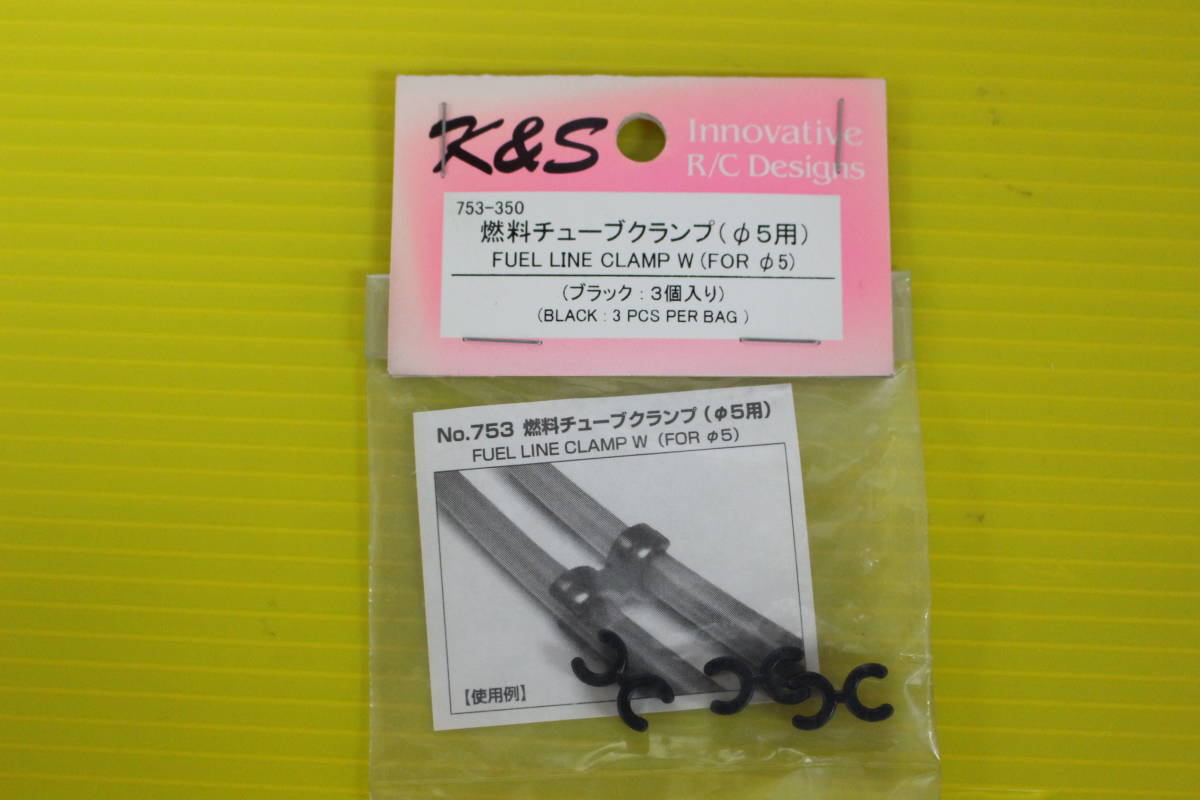 K&S
Innovative
R/C Designs
753-350
燃料チューブクランプ(φ5用)
FUEL LINE CLAMP W(FOR φ5)
(ブラック:3個入り)
(BLACK:3 PCS PER BAG )
No.753 燃料チューブクランプ(φ5用)
FUEL LINE CLAMP W (FOR φ5)
【使用例】